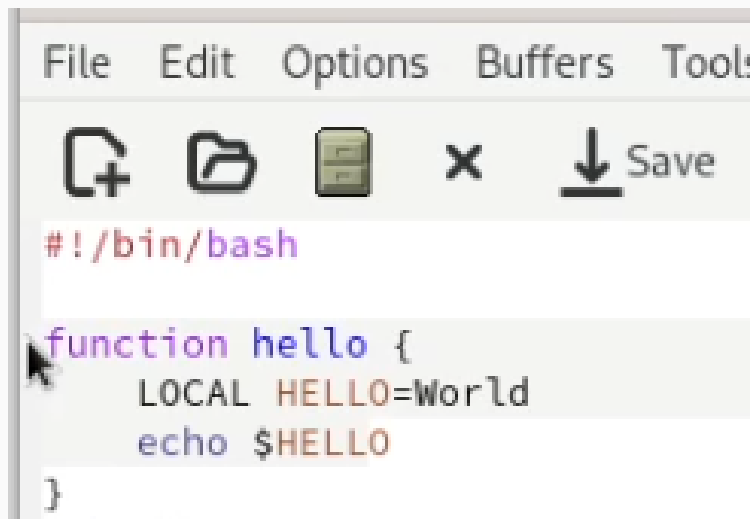 File Edit Options Buffers Tools
Save
#!/bin/bash
function hello {
    LOCAL HELLO=World
    echo $HELLO
}